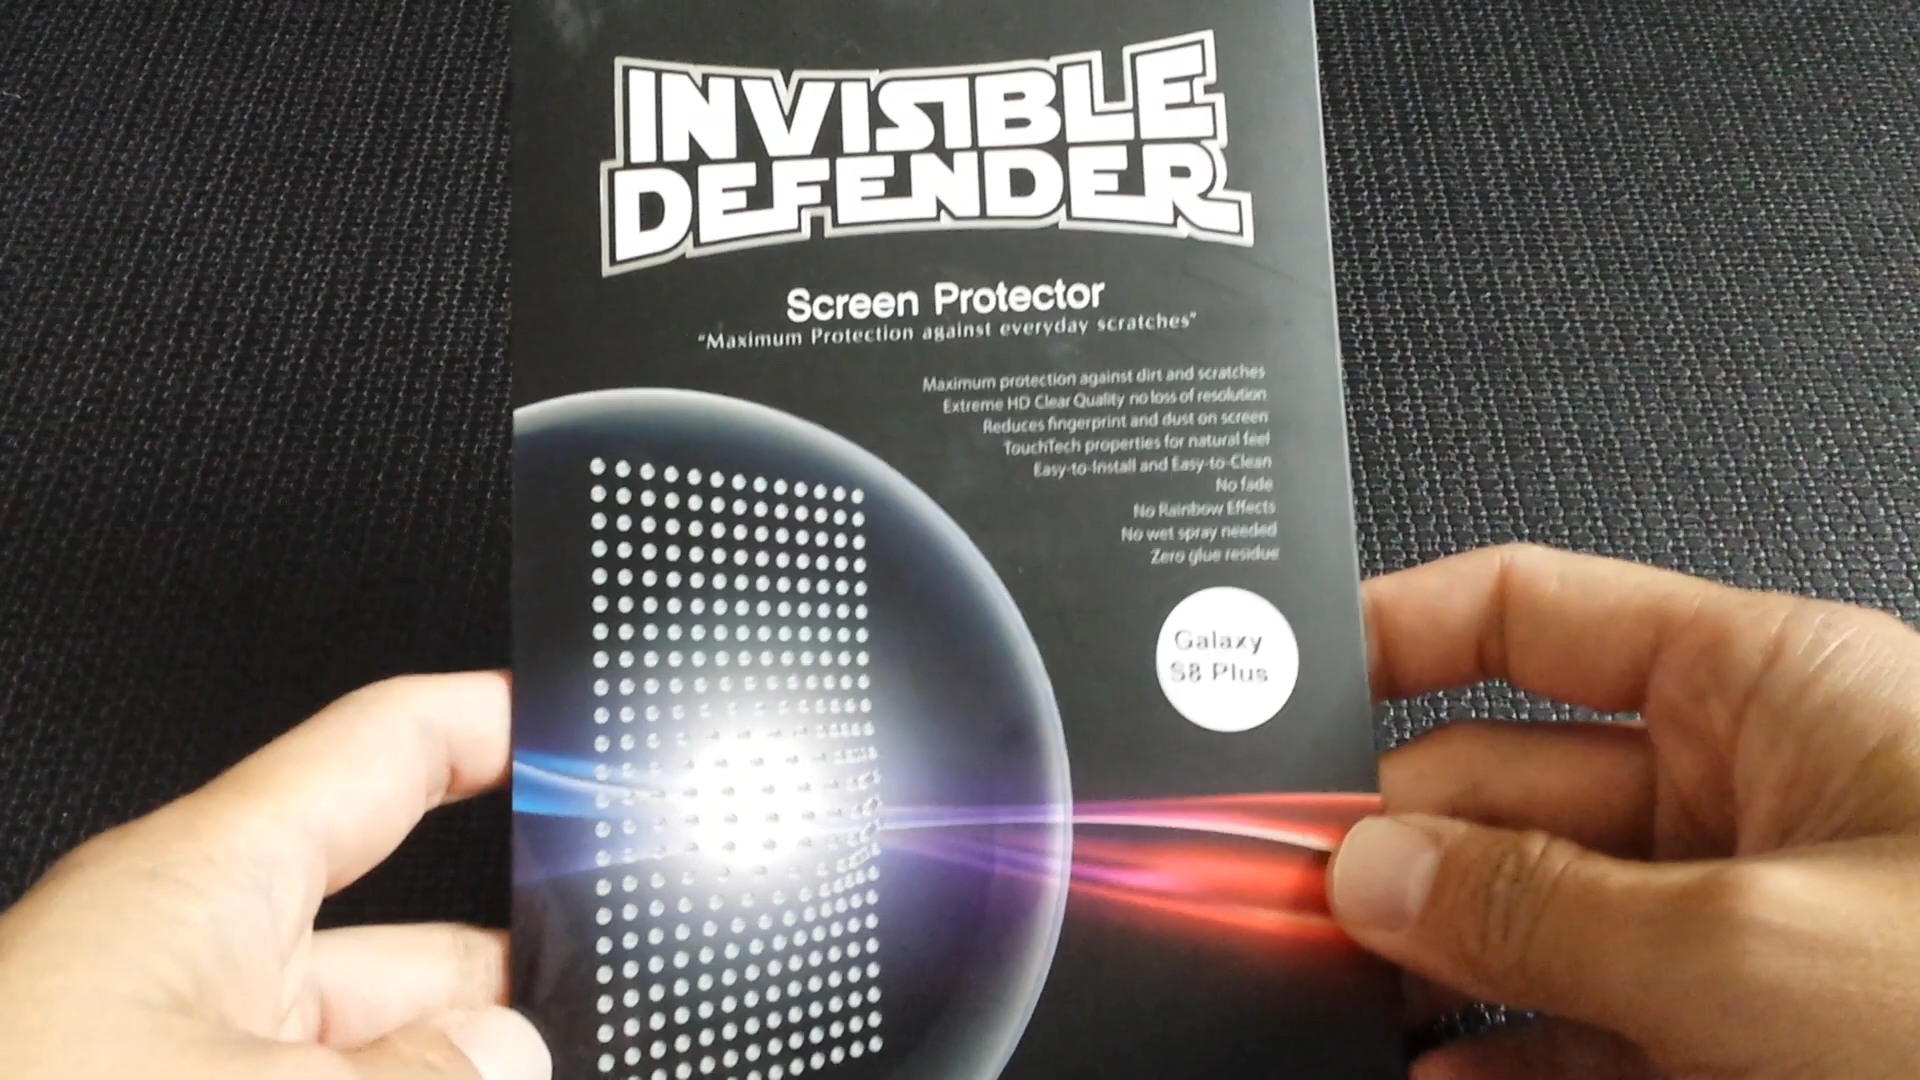 INVISIBLE
DEFENDER
Screen Protector
"Maximum Protection against everyday scratches"
Maximum protection against dirt and scratches
Extreme HD Clear Quality no loss of resolution
Reduces fingerprint and dust on screen
TouchTech properties for natural feel
Easy-to-Install and Easy-to-Clean
No fade
No Rainbow Effects
No wet spray needed
Zero glue residue
Galaxy
S8 Plus